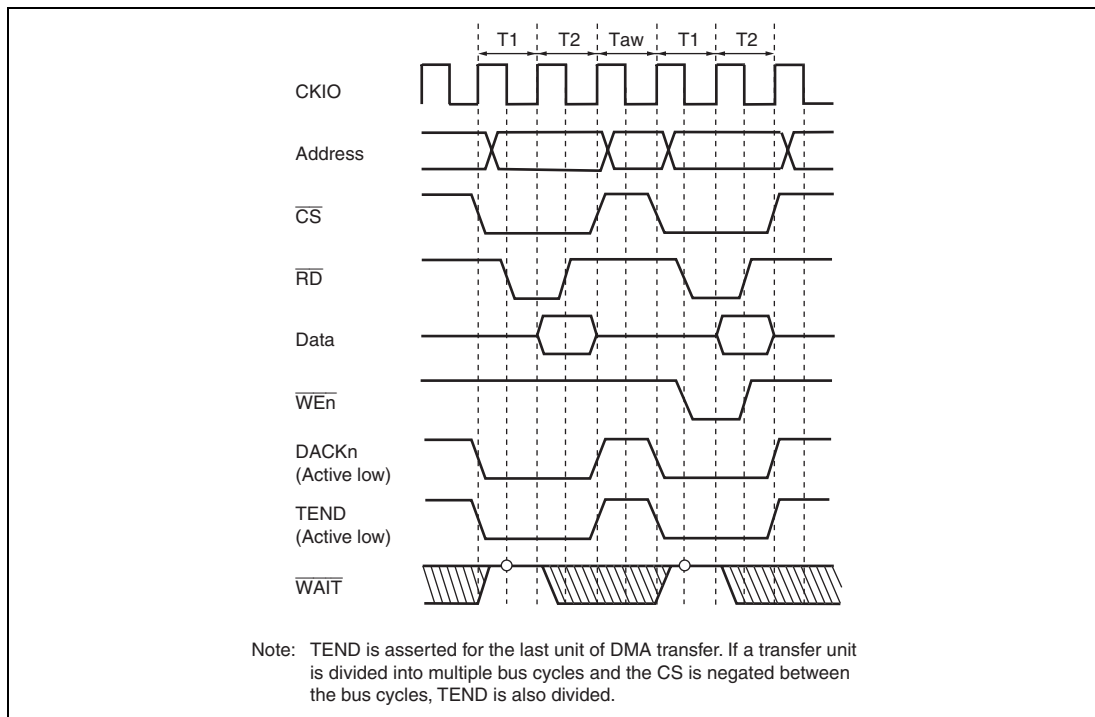 T1 T2 Taw T1 T2
CKIO
Address
CS
RD
Data
WEn
DACKn
(Active low)
TEND
(Active low)
WAIT
Note: TEND is asserted for the last unit of DMA transfer. If a transfer unit
is divided into multiple bus cycles and the CS is negated between
the bus cycles, TEND is also divided.